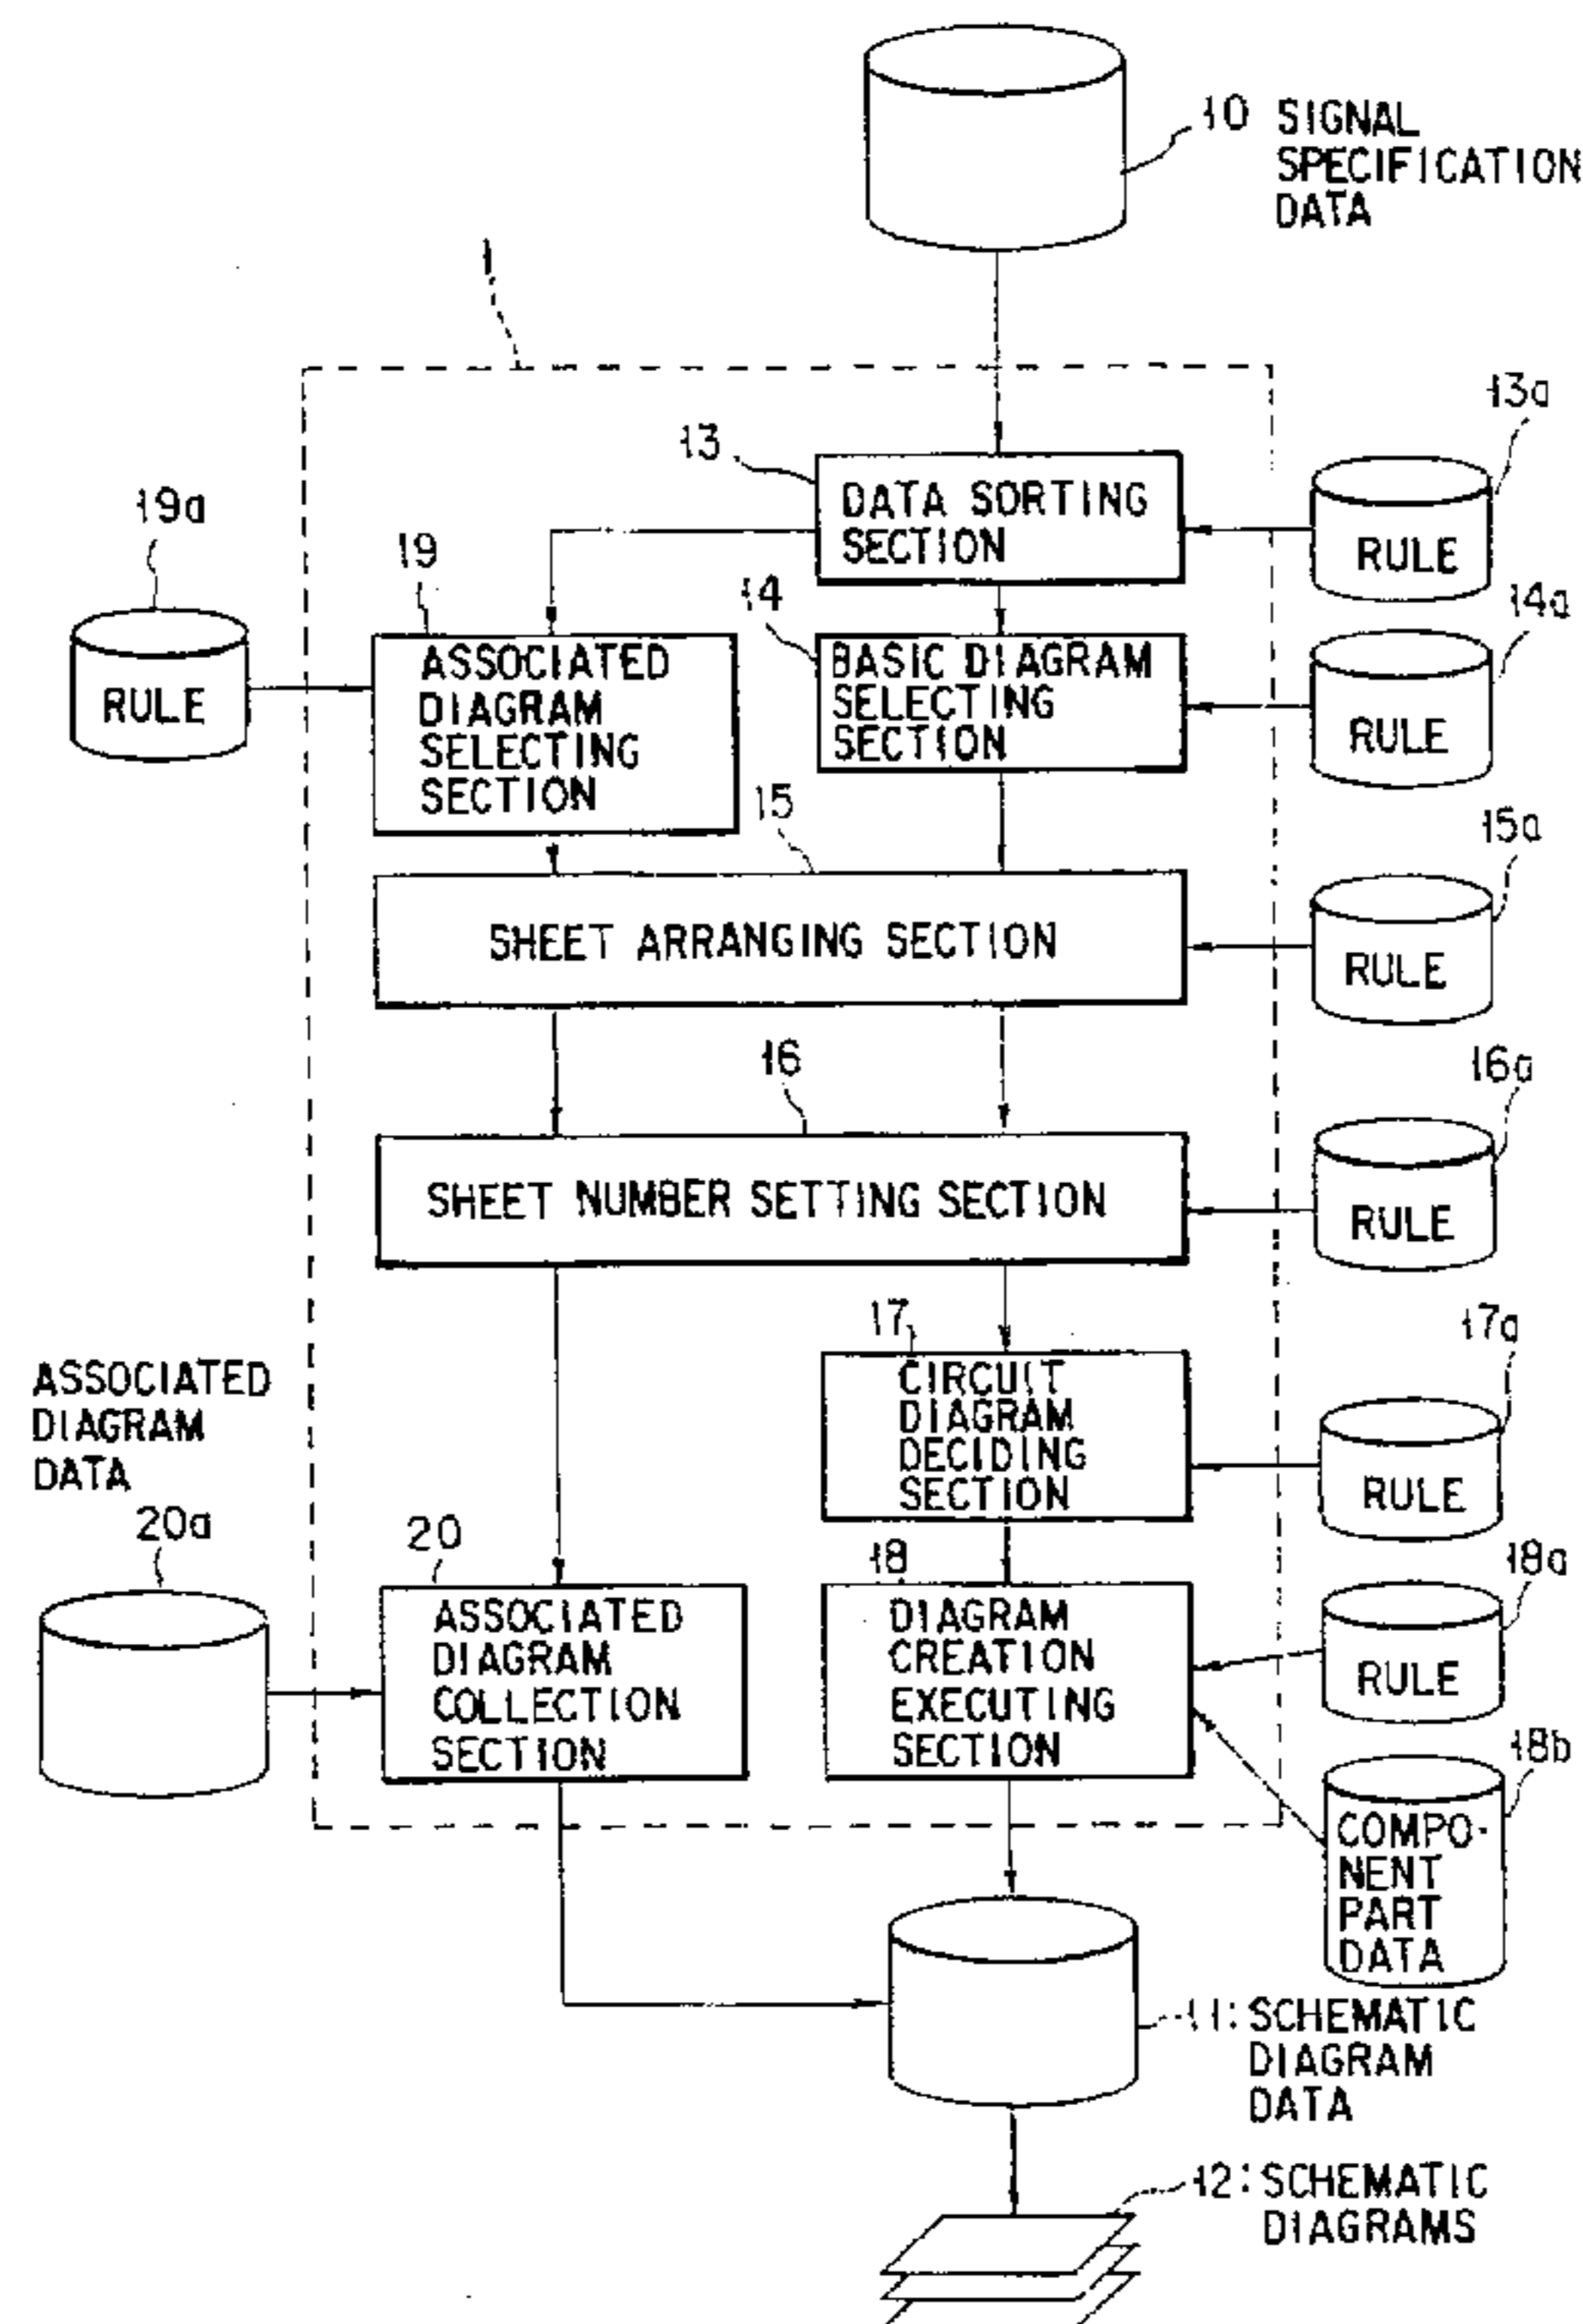 10 SIGNAL
SPECIFICATION
DATA
1
13a
13
DATA SORTING
SECTION
RULE
19a
19
14
14a
RULE
ASSOCIATED
DIAGRAM
SELECTING
SECTION
BASIC DIAGRAM
SELECTING
SECTION
RULE
15
15a
SHEET ARRANGING SECTION
RULE
16
16a
SHEET NUMBER SETTING SECTION
RULE
17
17a
CIRCUIT
DIAGRAM
DECIDING
SECTION
RULE
ASSOCIATED
DIAGRAM
DATA
20a
20
18
18a
ASSOCIATED
DIAGRAM
COLLECTION
SECTION
DIAGRAM
CREATION
EXECUTING
SECTION
RULE
18b
COMPO-
NENT
PART
DATA
11:SCHEMATIC
DIAGRAM
DATA
12:SCHEMATIC
DIAGRAMS